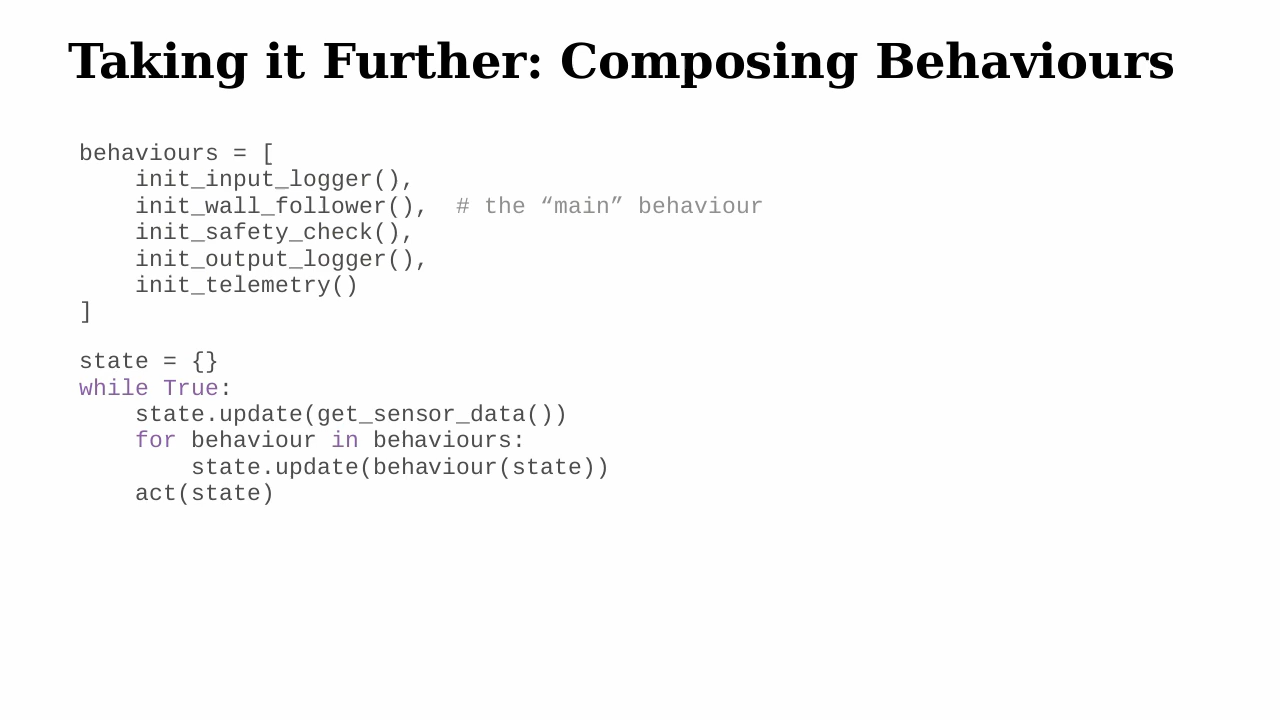 Taking it Further: Composing Behaviours
behaviours = [
    init_input_logger(),
    init_wall_follower(),  # the “main” behaviour
    init_safety_check(),
    init_output_logger(),
    init_telemetry()
]
state = {}
while True:
    state.update(get_sensor_data())
    for behaviour in behaviours:
        state.update(behaviour(state))
    act(state)